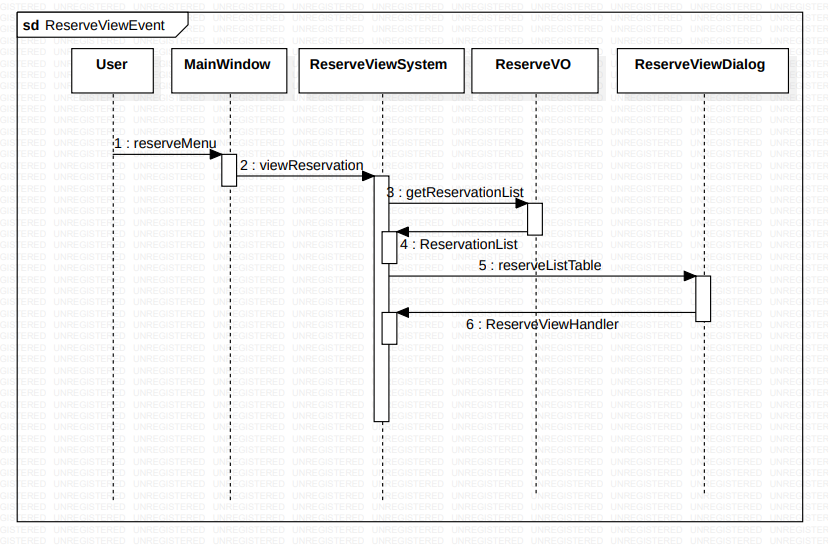 sd ReserveViewEvent
User
MainWindow
ReserveViewSystem
ReserveVO
ReserveViewDialog
1 : reserveMenu
2 : viewReservation
3 : getReservationList
4 : ReservationList
5 : reserveListTable
6 : ReserveViewHandler
UNREGISTERED